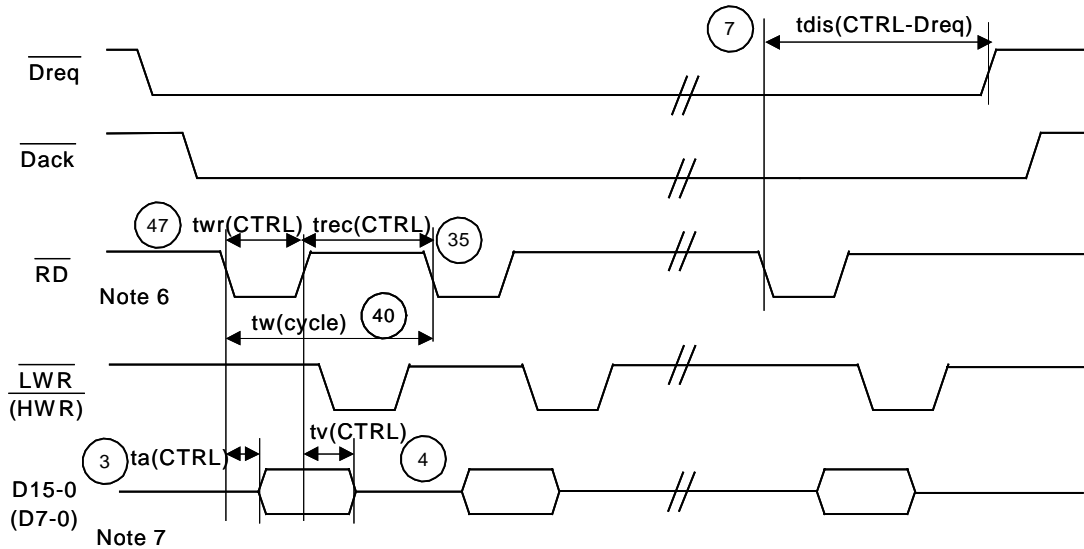 7 tdis(CTRL-Dreq)
Dreq
Dack
47 twr(CTRL) trec(CTRL) 35
RD
Note 6
tw(cycle) 40
LWR
(HWR)
tv(CTRL)
3 ta(CTRL) 4
D15-0
(D7-0)
Note 7